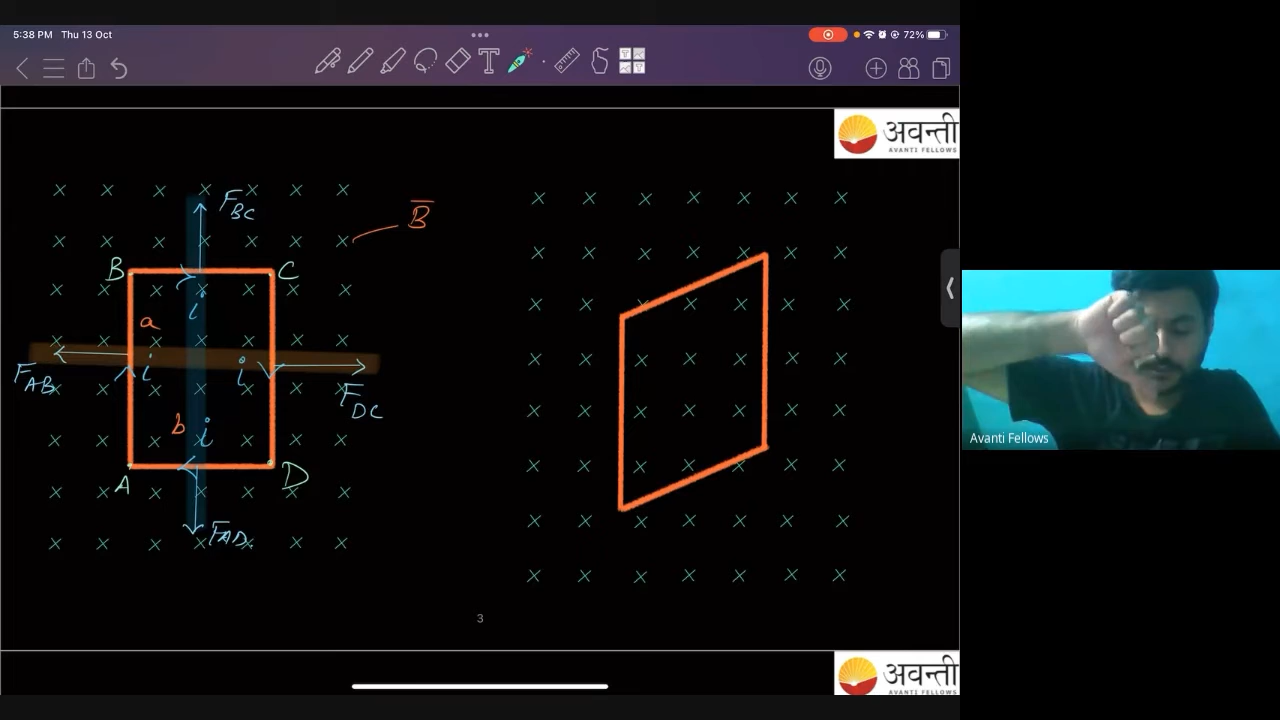 5:38 PM Thu 13 Oct
72%
अवन्ती
AVANTI FELLOWS
F_BC
B̅
B
C
i
a
i
i
F_AB
F_DC
b
i
A
D
F_AD
Avanti Fellows
3
अवन्ती
AVANTI FELLOWS